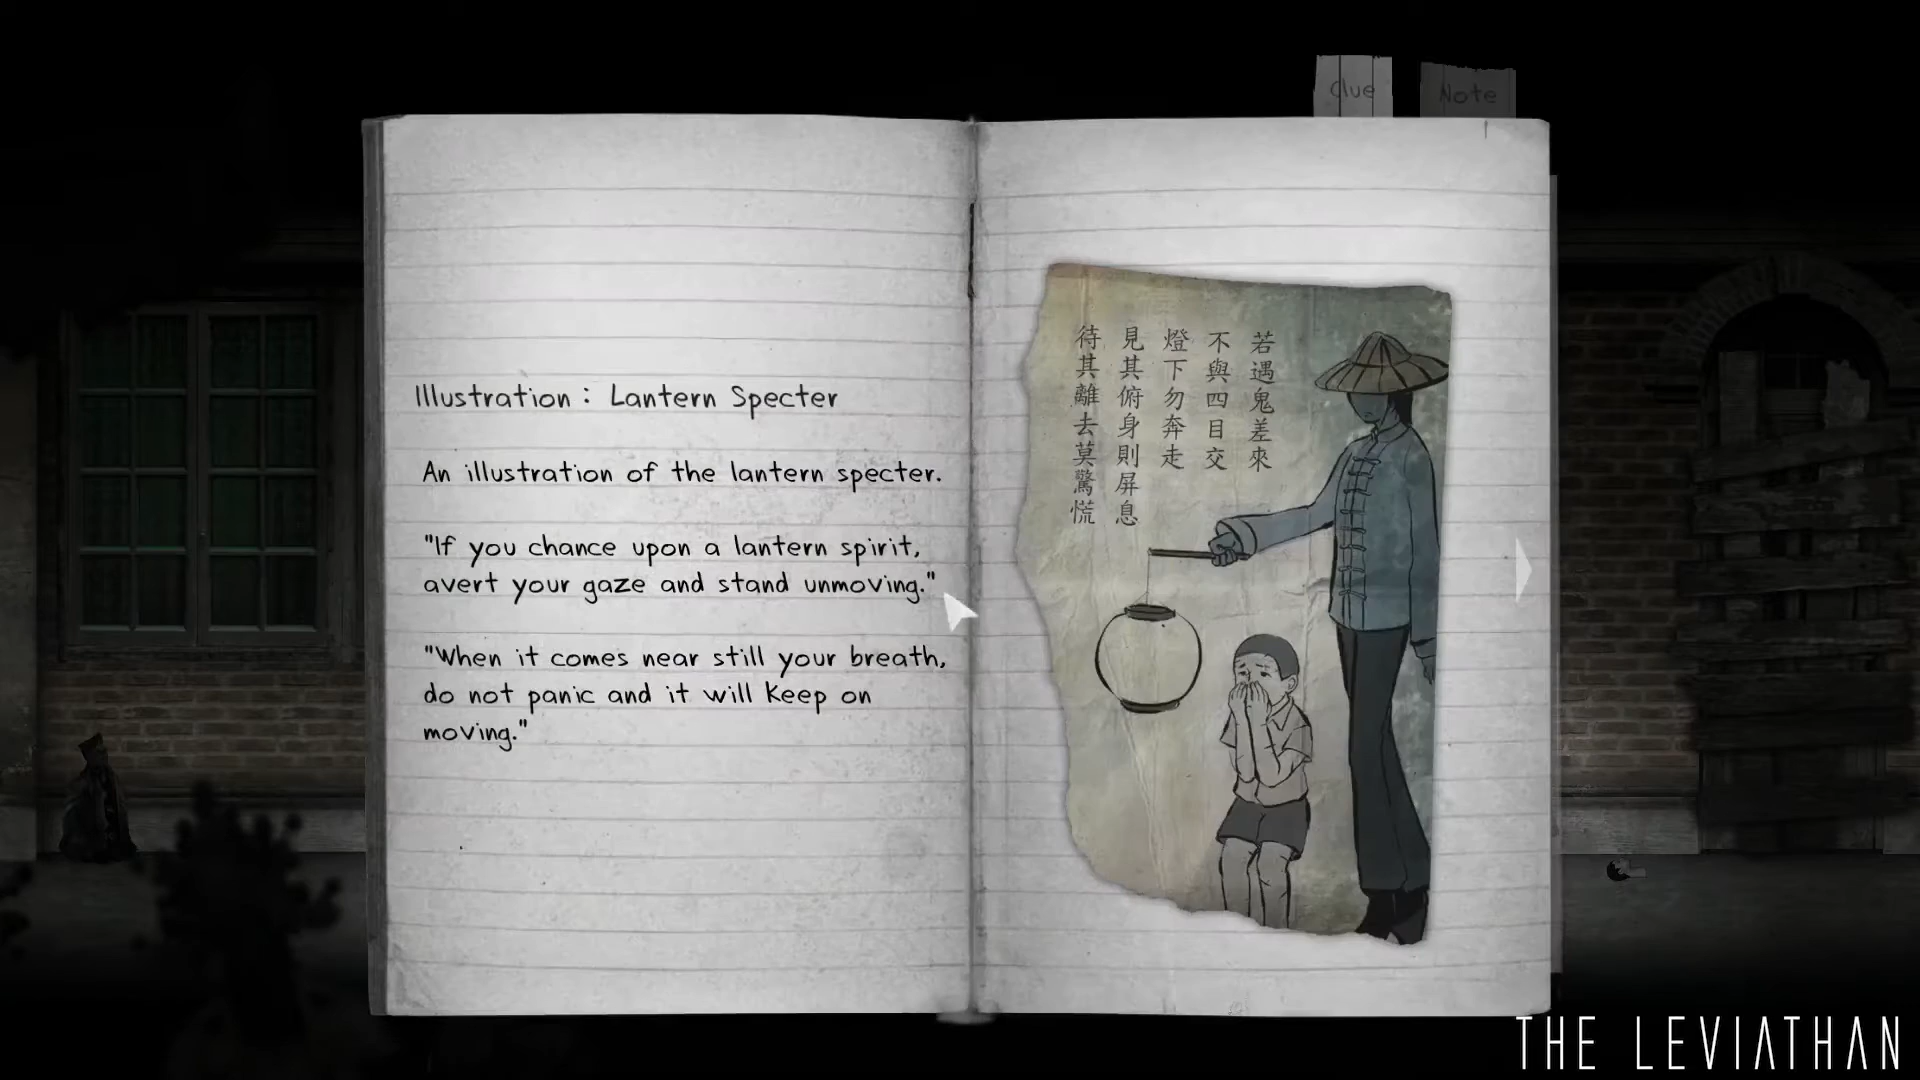 Clue
Note
Illustration : Lantern Specter
An illustration of the lantern specter.
"If you chance upon a lantern spirit,
avert your gaze and stand unmoving."
"When it comes near still your breath,
do not panic and it will keep on
moving."
若遇鬼差來
不與四目交
燈下勿奔走
見其俯身則屏息
待其離去莫驚慌
THE LEVIATHAN